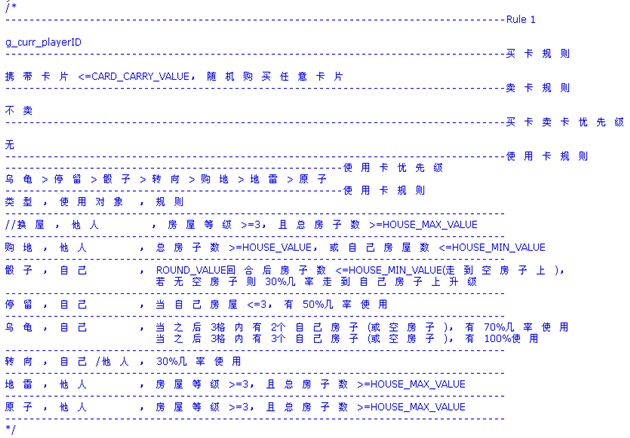 /*
------------------------------------------------------------------------Rule 1
g_curr_playerID
------------------------------------------------------------------------买卡规则
携带卡片<=CARD_CARRY_VALUE，随机购买任意卡片
------------------------------------------------------------------------卖卡规则
不卖
------------------------------------------------------------------------买卡卖卡优先级
无
------------------------------------------------------------------------使用卡规则
------------------------------------------------使用卡优先级
乌龟>停留>骰子>转向>购地>地雷>原子
------------------------------------------------使用卡规则
类型，使用对象，规则
------------------------------------------------------------------------
//换屋，他人 ，房屋等级>=3，且总房子数>=HOUSE_MAX_VALUE
------------------------------------------------------------------------
购地，他人 ，总房子数>=HOUSE_VALUE，或自己房屋数<=HOUSE_MIN_VALUE
------------------------------------------------------------------------
骰子，自己 ，ROUND_VALUE回合后房子数<=HOUSE_MIN_VALUE(走到空房子上)，
若无空房子则30%几率走到自己房子上升级
------------------------------------------------------------------------
停留，自己 ，当自己房屋<=3，有50%几率使用
------------------------------------------------------------------------
乌龟，自己 ，当之后3格内有2个自己房子(或空房子)，有70%几率使用
当之后3格内有3个自己房子(或空房子)，有100%使用
------------------------------------------------------------------------
转向，自己/他人，30%几率使用
------------------------------------------------------------------------
地雷，他人 ，房屋等级>=3，且总房子数>=HOUSE_MAX_VALUE
------------------------------------------------------------------------
原子，他人 ，房屋等级>=3，且总房子数>=HOUSE_MAX_VALUE
------------------------------------------------------------------------
*/